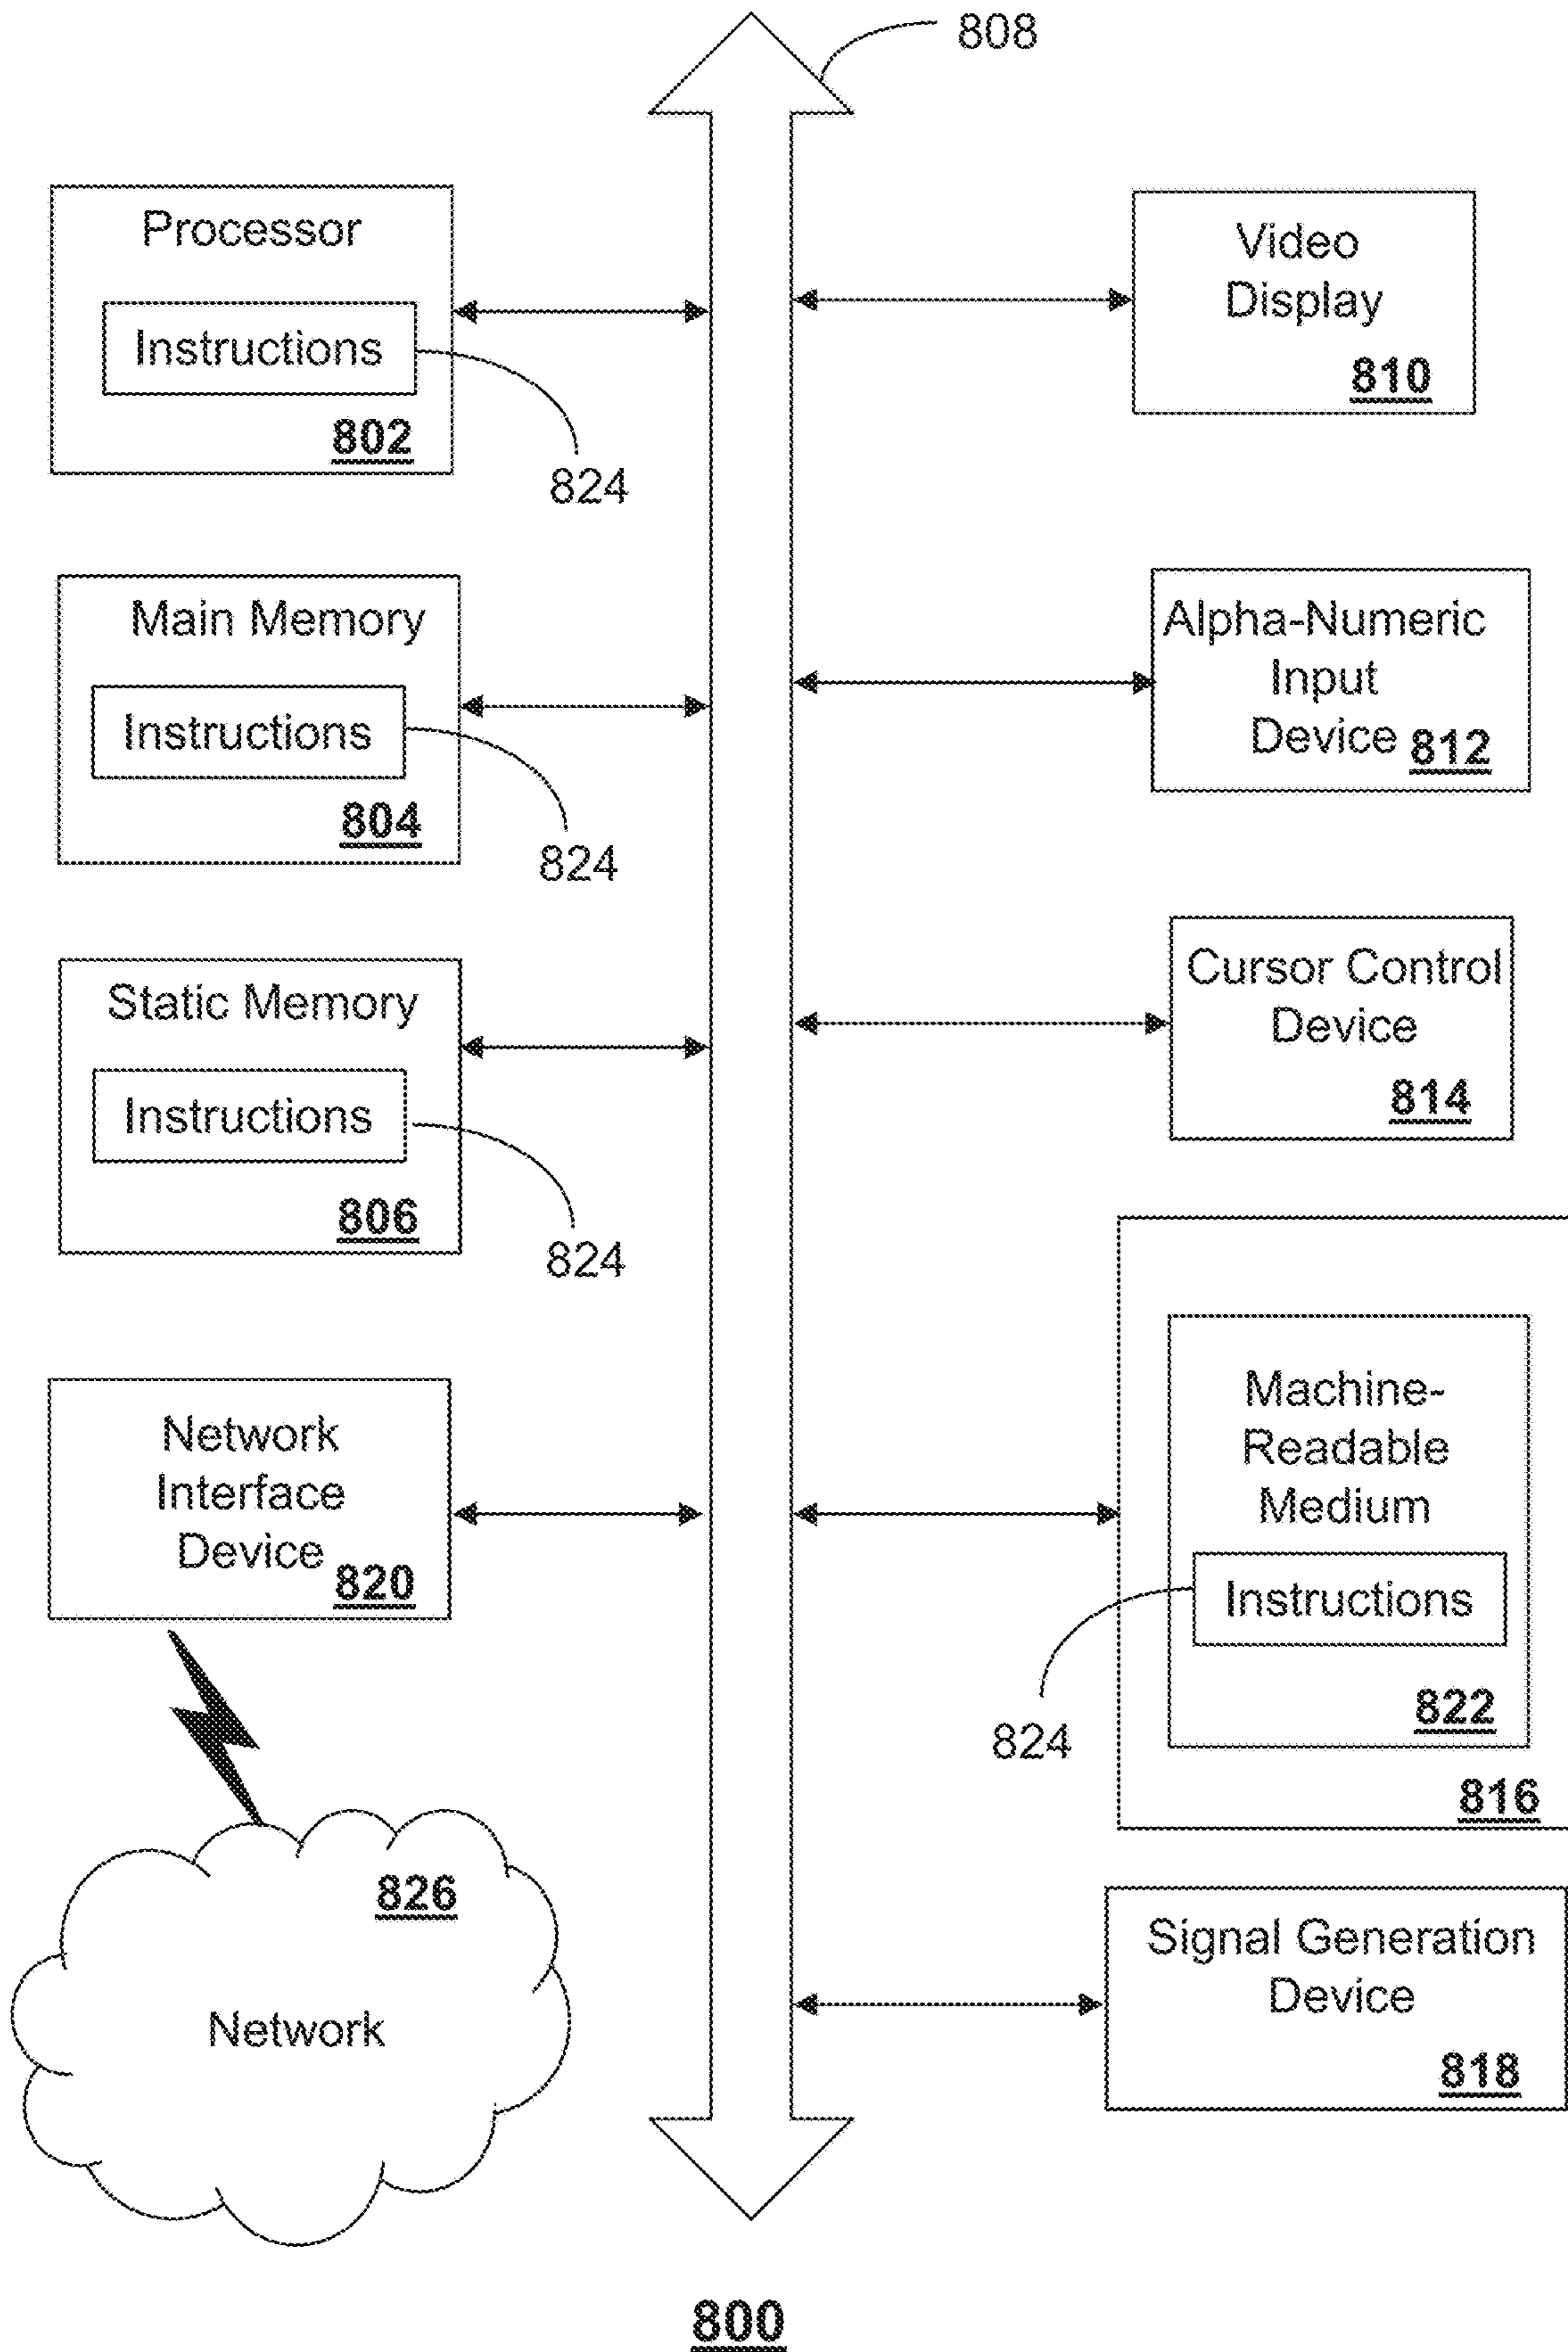 808
Processor
Instructions
802
824
Main Memory
Instructions
804
824
Static Memory
Instructions
806
824
Network
Interface
Device
820
826
Network
Video
Display
810
Alpha-Numeric
Input
Device
812
Cursor Control
Device
814
Machine-
Readable
Medium
Instructions
824
822
816
Signal Generation
Device
818
800